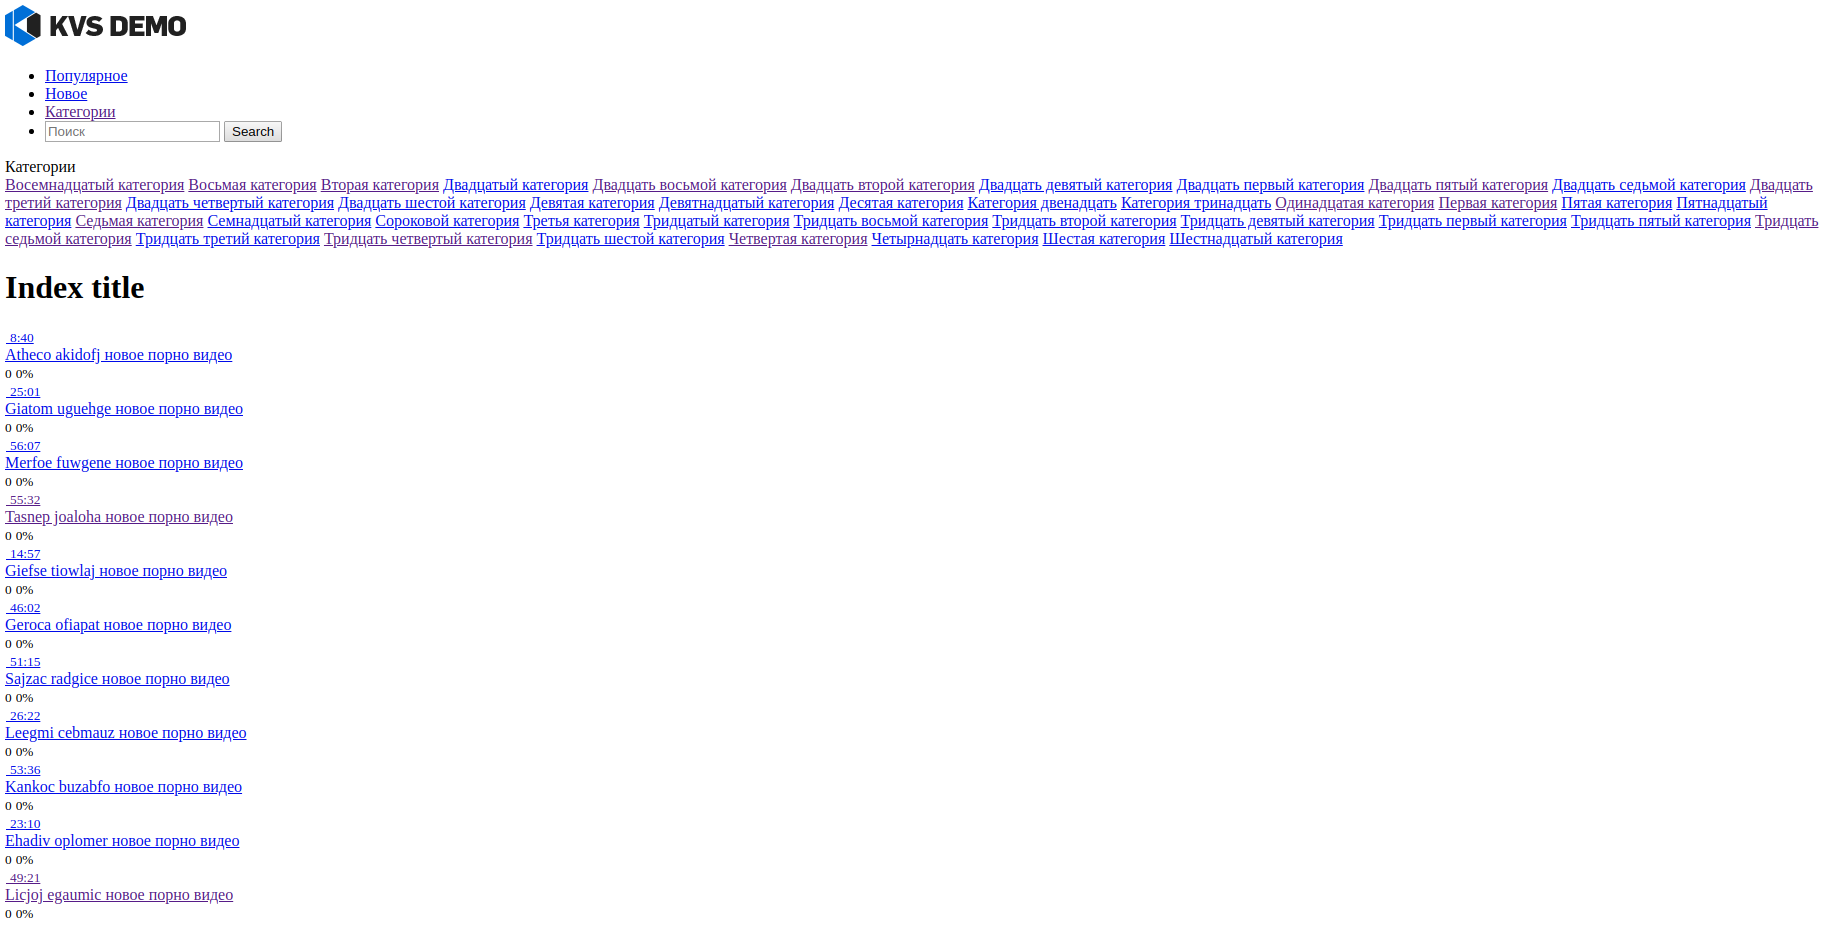 KVS DEMO
Популярное
Новое
Категории
Поиск Search
Категории
Восемнадцатый категория Восьмая категория Вторая категория Двадцатый категория Двадцать восьмой категория Двадцать второй категория Двадцать девятый категория Двадцать первый категория Двадцать пятый категория Двадцать седьмой категория Двадцать
третий категория Двадцать четвертый категория Двадцать шестой категория Девятая категория Девятнадцатый категория Десятая категория Категория двенадцать Категория тринадцать Одинадцатая категория Первая категория Пятая категория Пятнадцатый
категория Седьмая категория Семнадцатый категория Сороковой категория Третья категория Тридцатый категория Тридцать восьмой категория Тридцать второй категория Тридцать девятый категория Тридцать первый категория Тридцать пятый категория Тридцать
седьмой категория Тридцать третий категория Тридцать четвертый категория Тридцать шестой категория Четвертая категория Четырнадцать категория Шестая категория Шестнадцатый категория
Index title
8:40
Atheco akidofj новое порно видео
0 0%
25:01
Giatom uguehge новое порно видео
0 0%
56:07
Merfoe fuwgene новое порно видео
0 0%
55:32
Tasnep joaloha новое порно видео
0 0%
14:57
Giefse tiowlaj новое порно видео
0 0%
46:02
Geroca ofiapat новое порно видео
0 0%
51:15
Sajzac radgice новое порно видео
0 0%
26:22
Leegmi cebmauz новое порно видео
0 0%
53:36
Kankoc buzabfo новое порно видео
0 0%
23:10
Ehadiv oplomer новое порно видео
0 0%
49:21
Licjoj egaumic новое порно видео
0 0%